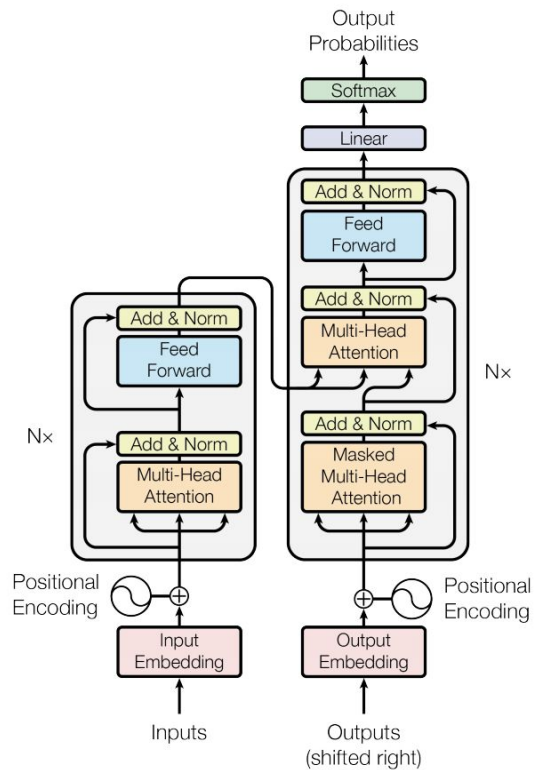 Output
Probabilities
Softmax
Linear
Add & Norm
Feed
Forward
Add & Norm
Multi-Head
Attention
Add & Norm
Masked
Multi-Head
Attention
N×
Add & Norm
Feed
Forward
Add & Norm
Multi-Head
Attention
N×
Positional
Encoding
Positional
Encoding
Input
Embedding
Output
Embedding
Inputs
Outputs
(shifted right)